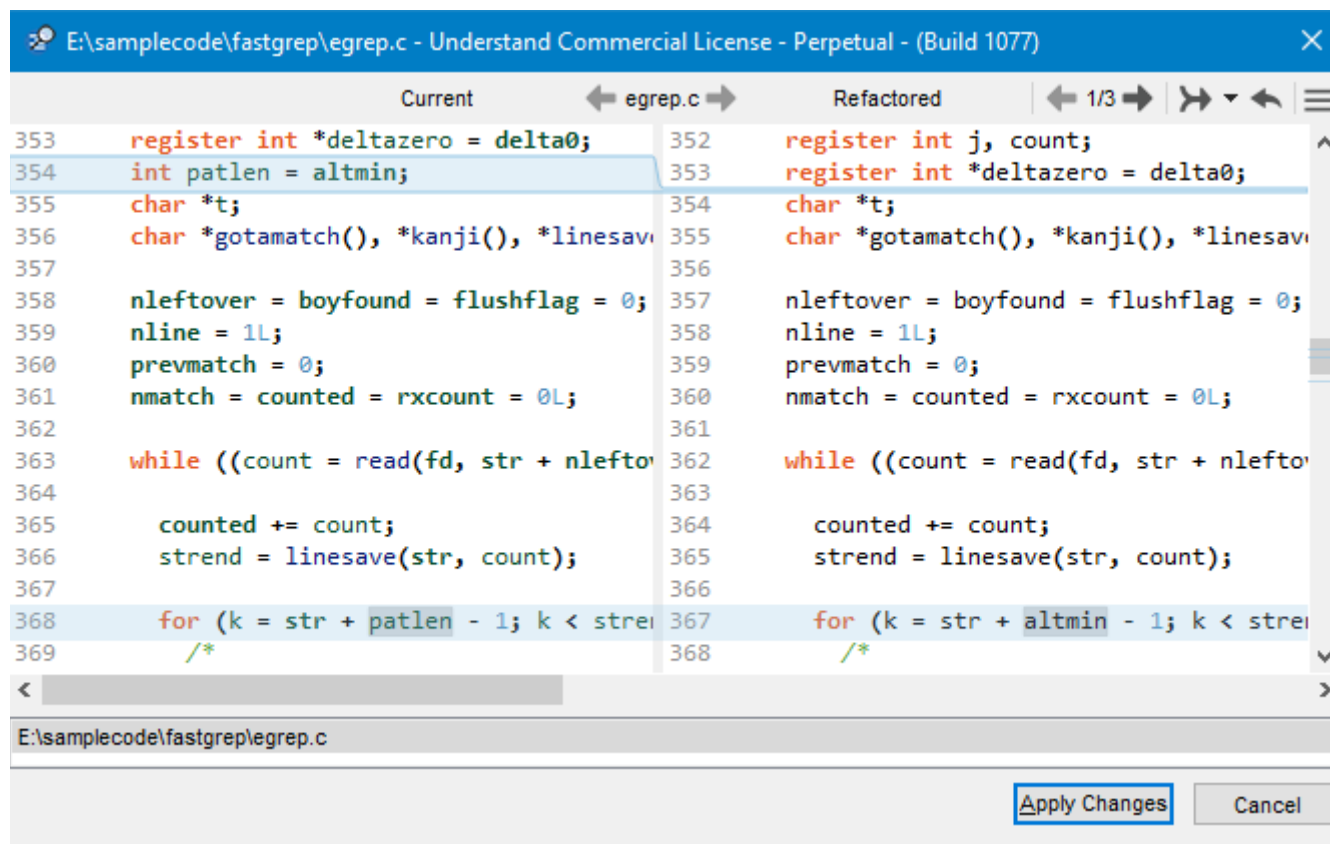 E:\samplecode\fastgrep\egrep.c - Understand Commercial License - Perpetual - (Build 1077)
Current egrep.c Refactored 1/3
353 register int *deltazero = delta0; 352 register int j, count;
354 int patlen = altmin; 353 register int *deltazero = delta0;
355 char *t; 354 char *t;
356 char *gotamatch(), *kanji(), *linesav 355 char *gotamatch(), *kanji(), *linesav
357 356
358 nleftover = boyfound = flushflag = 0; 357 nleftover = boyfound = flushflag = 0;
359 nline = 1L; 358 nline = 1L;
360 prevmatch = 0; 359 prevmatch = 0;
361 nmatch = counted = rxcount = 0L; 360 nmatch = counted = rxcount = 0L;
362 361
363 while ((count = read(fd, str + nlefto 362 while ((count = read(fd, str + nlefto
364 363
365 counted += count; 364 counted += count;
366 strend = linesave(str, count); 365 strend = linesave(str, count);
367 366
368 for (k = str + patlen - 1; k < stre 367 for (k = str + altmin - 1; k < stre
369 /* 368 /*
E:\samplecode\fastgrep\egrep.c
Apply Changes Cancel